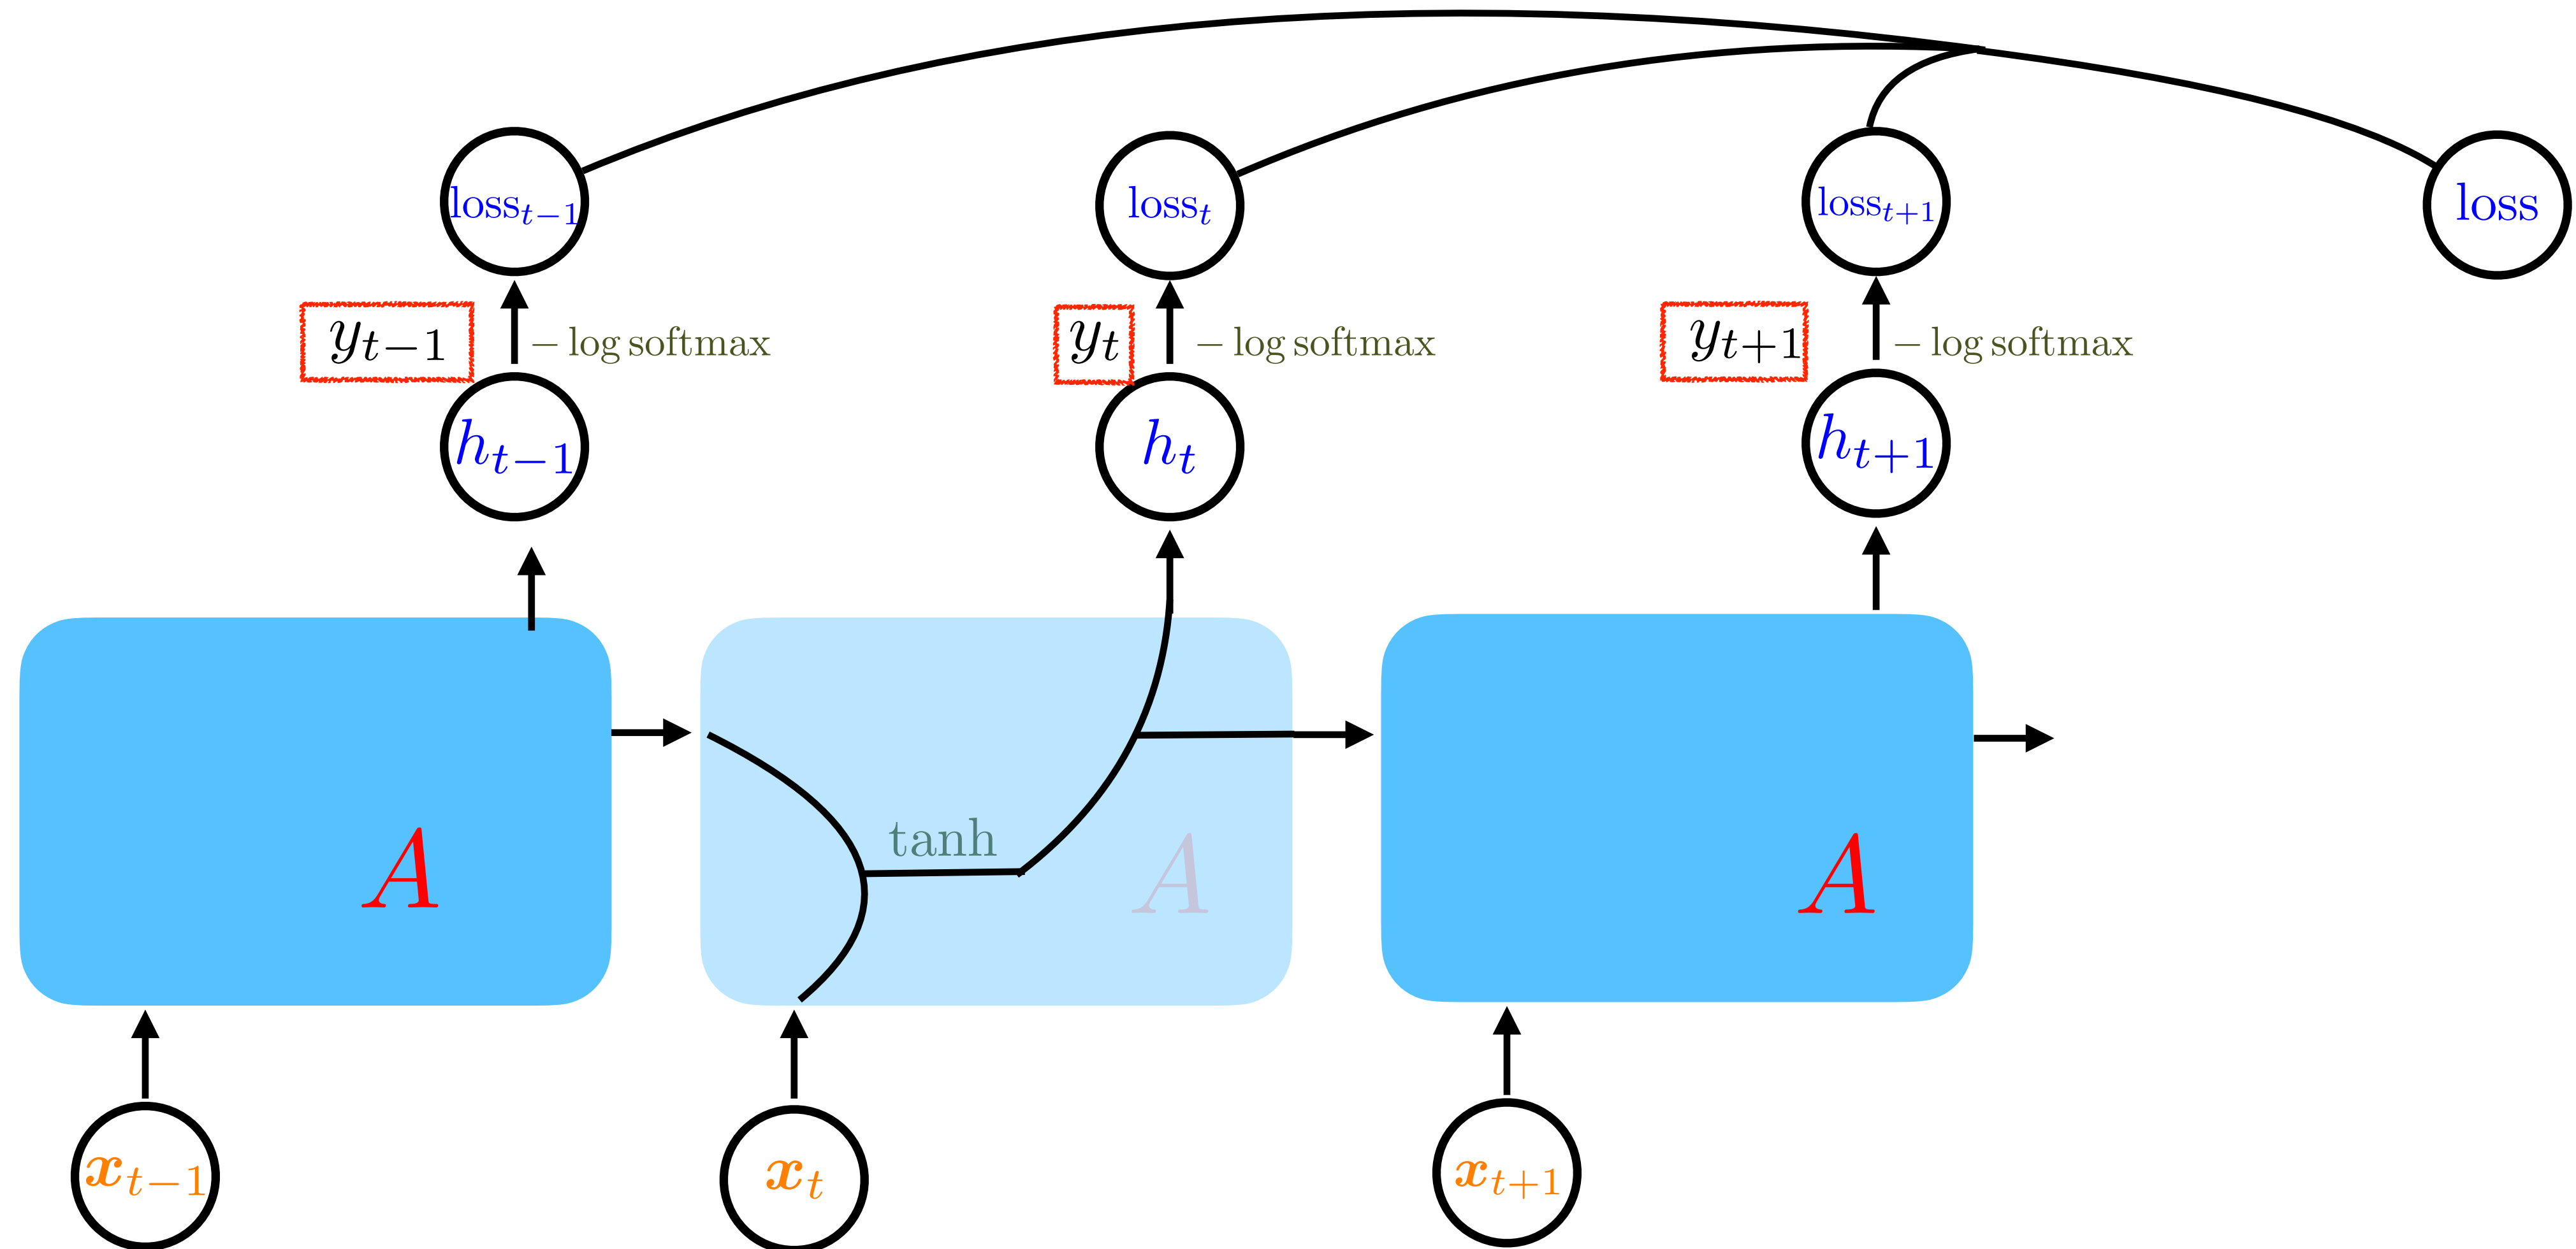 loss_{t−1} loss_t loss_{t+1} loss
y_{t−1} − log softmax y_t − log softmax y_{t+1} − log softmax
h_{t−1} h_t h_{t+1}
tanh
A A A
x_{t−1} x_t x_{t+1}